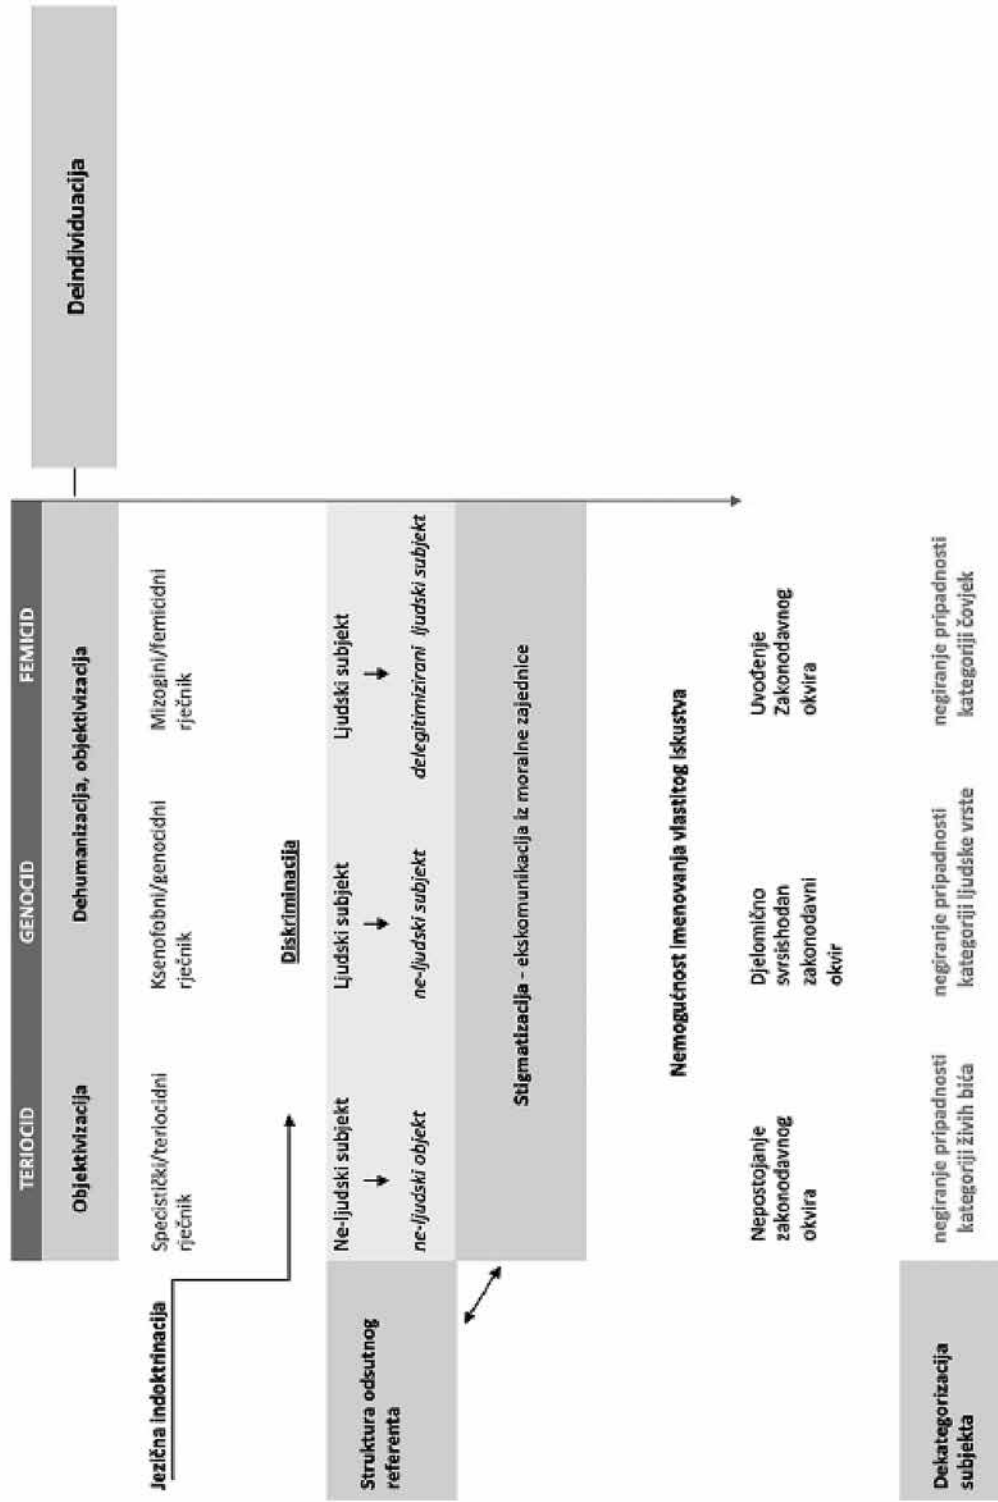 TERIOCID
GENOCID
FEMICID
Objektivizacija
Dehumanizacija, objektivizacija
Deindividuacija
Jezična indoktrinacija
Specistički/teriocidni
rječnik
Ksenofobni/genocidni
rječnik
Mizogini/femicidni
rječnik
Diskriminacija
Struktura odsutnog
referenta
Ne-ljudski subjekt
ne-ljudski objekt
Ljudski subjekt
ne-ljudski subjekt
Ljudski subjekt
delegitimizirani ljudski subjekt
Stigmatizacija - ekskomunikacija iz moralne zajednice
Nemogućnost imenovanja vlastitog iskustva
Nepostojanje
zakonodavnog
okvira
Djelomično
svrsishodan
zakonodavni
okvir
Uvođenje
Zakonodavnog
okvira
Dekategorizacija
subjekta
negiranje pripadnosti
kategoriji živih bića
negiranje pripadnosti
kategoriji ljudske vrste
negiranje pripadnosti
kategoriji čovjek